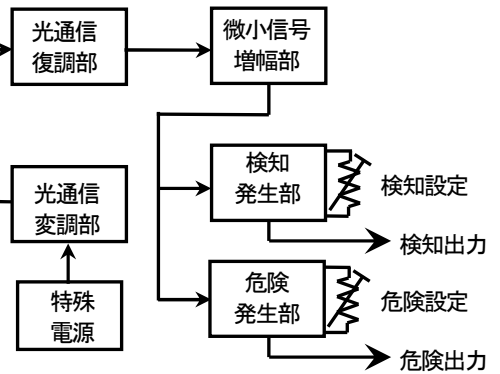 光通信
復調部
微小信号
増幅部
検知
発生部
検知設定
検知出力
光通信
変調部
特殊
電源
危険
発生部
危険設定
危険出力